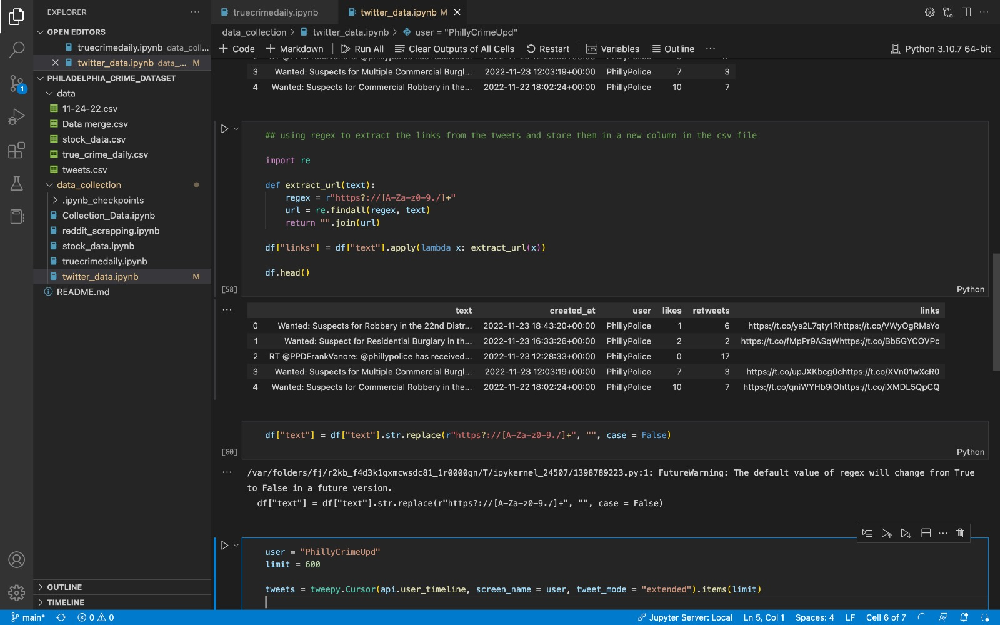 EXPLORER
OPEN EDITORS
truecrimedaily.ipynb data_coll...
twitter_data.ipynb data_... M
PHILADELPHIA_CRIME_DATASET
data
11-24-22.csv
Data merge.csv
stock_data.csv
true_crime_daily.csv
tweets.csv
data_collection
.ipynb_checkpoints
Collection_Data.ipynb
reddit_scrapping.ipynb
stock_data.ipynb
truecrimedaily.ipynb
twitter_data.ipynb M
README.md
OUTLINE
TIMELINE
1
truecrimedaily.ipynb twitter_data.ipynb M
data_collection > twitter_data.ipynb > user = "PhillyCrimeUpd"
Code Markdown Run All Clear Outputs of All Cells Restart Variables Outline ... Python 3.10.7 64-bit
2 RT @PPDFrankVanore: @phillypolice has received... 2022-11-23 12:28:33+00:00 PhillyPolice 0 17
3 Wanted: Suspects for Multiple Commercial Burgl... 2022-11-23 12:03:19+00:00 PhillyPolice 7 3
4 Wanted: Suspects for Commercial Robbery in the... 2022-11-22 18:02:24+00:00 PhillyPolice 10 7
## using regex to extract the links from the tweets and store them in a new column in the csv file
import re
def extract_url(text):
regex = r"https?://[A-Za-z0-9./]+"
url = re.findall(regex, text)
return "".join(url)
df["links"] = df["text"].apply(lambda x: extract_url(x))
df.head()
[58] Python
text created_at user likes retweets links
0 Wanted: Suspects for Robbery in the 22nd Distr... 2022-11-23 18:43:20+00:00 PhillyPolice 1 6 https://t.co/ys2L7qty1Rhttps://t.co/VWyOgRMsYo
1 Wanted: Suspect for Residential Burglary in th... 2022-11-23 16:33:26+00:00 PhillyPolice 2 2 https://t.co/fMpPr9ASqWhttps://t.co/Bb5GYCOVPc
2 RT @PPDFrankVanore: @phillypolice has received... 2022-11-23 12:28:33+00:00 PhillyPolice 0 17
3 Wanted: Suspects for Multiple Commercial Burgl... 2022-11-23 12:03:19+00:00 PhillyPolice 7 3 https://t.co/upJXKbcg0chttps://t.co/XVn01wXcR0
4 Wanted: Suspects for Commercial Robbery in the... 2022-11-22 18:02:24+00:00 PhillyPolice 10 7 https://t.co/qniWYHb9iOhttps://t.co/iXMDL5QpCQ
df["text"] = df["text"].str.replace(r"https?://[A-Za-z0-9./]+", "", case = False)
[60] Python
/var/folders/fj/r2kb_f4d3k1gxmcwsdc81_1r0000gn/T/ipykernel_24507/1398789223.py:1: FutureWarning: The default value of regex will change from True
to False in a future version.
df["text"] = df["text"].str.replace(r"https?://[A-Za-z0-9./]+", "", case = False)
user = "PhillyCrimeUpd"
limit = 600
tweets = tweepy.Cursor(api.user_timeline, screen_name = user, tweet_mode = "extended").items(limit)
main* 0 0 Jupyter Server: Local Ln 5, Col 1 Spaces: 4 LF Cell 6 of 7